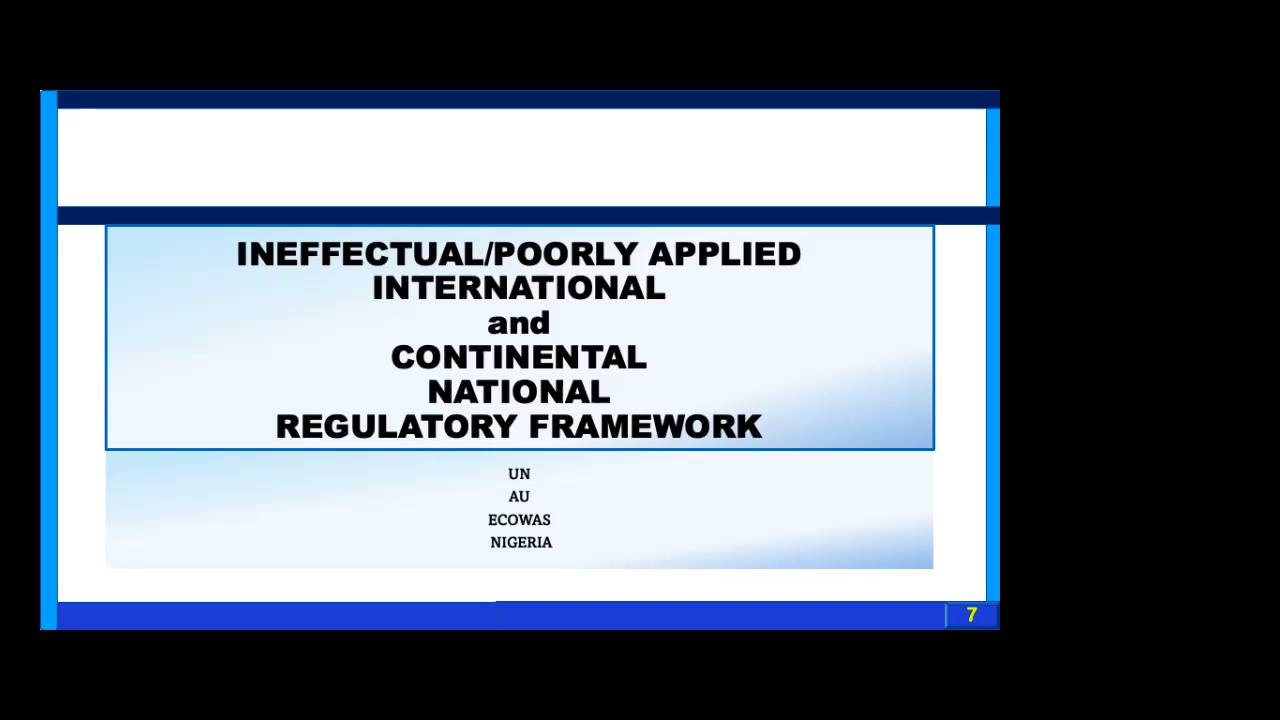 INEFFECTUAL/POORLY APPLIED
INTERNATIONAL
and
CONTINENTAL
NATIONAL
REGULATORY FRAMEWORK
UN
AU
ECOWAS
NIGERIA
7